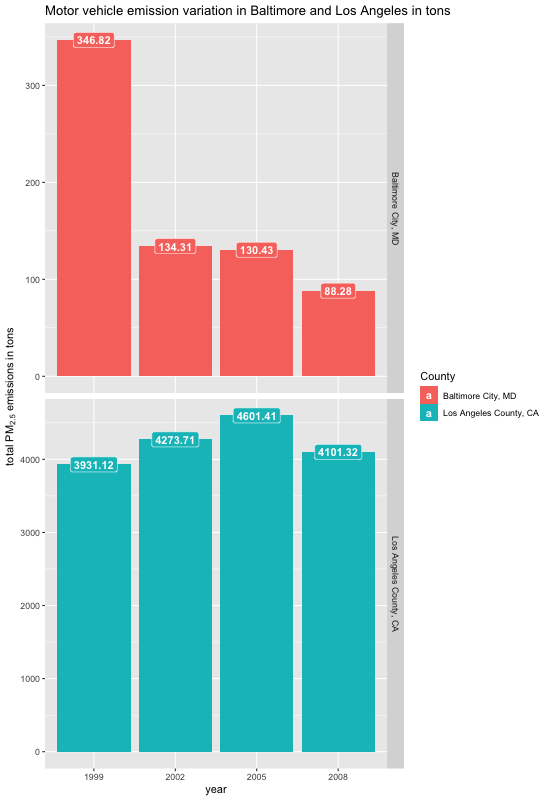 Motor vehicle emission variation in Baltimore and Los Angeles in tons
total PM2.5 emissions in tons
300
200
100
0
346.82
134.31
130.43
88.28
Baltimore City, MD
4000
3000
2000
1000
0
3931.12
4273.71
4601.41
4101.32
Los Angeles County, CA
1999
2002
2005
2008
year
County
a Baltimore City, MD
a Los Angeles County, CA